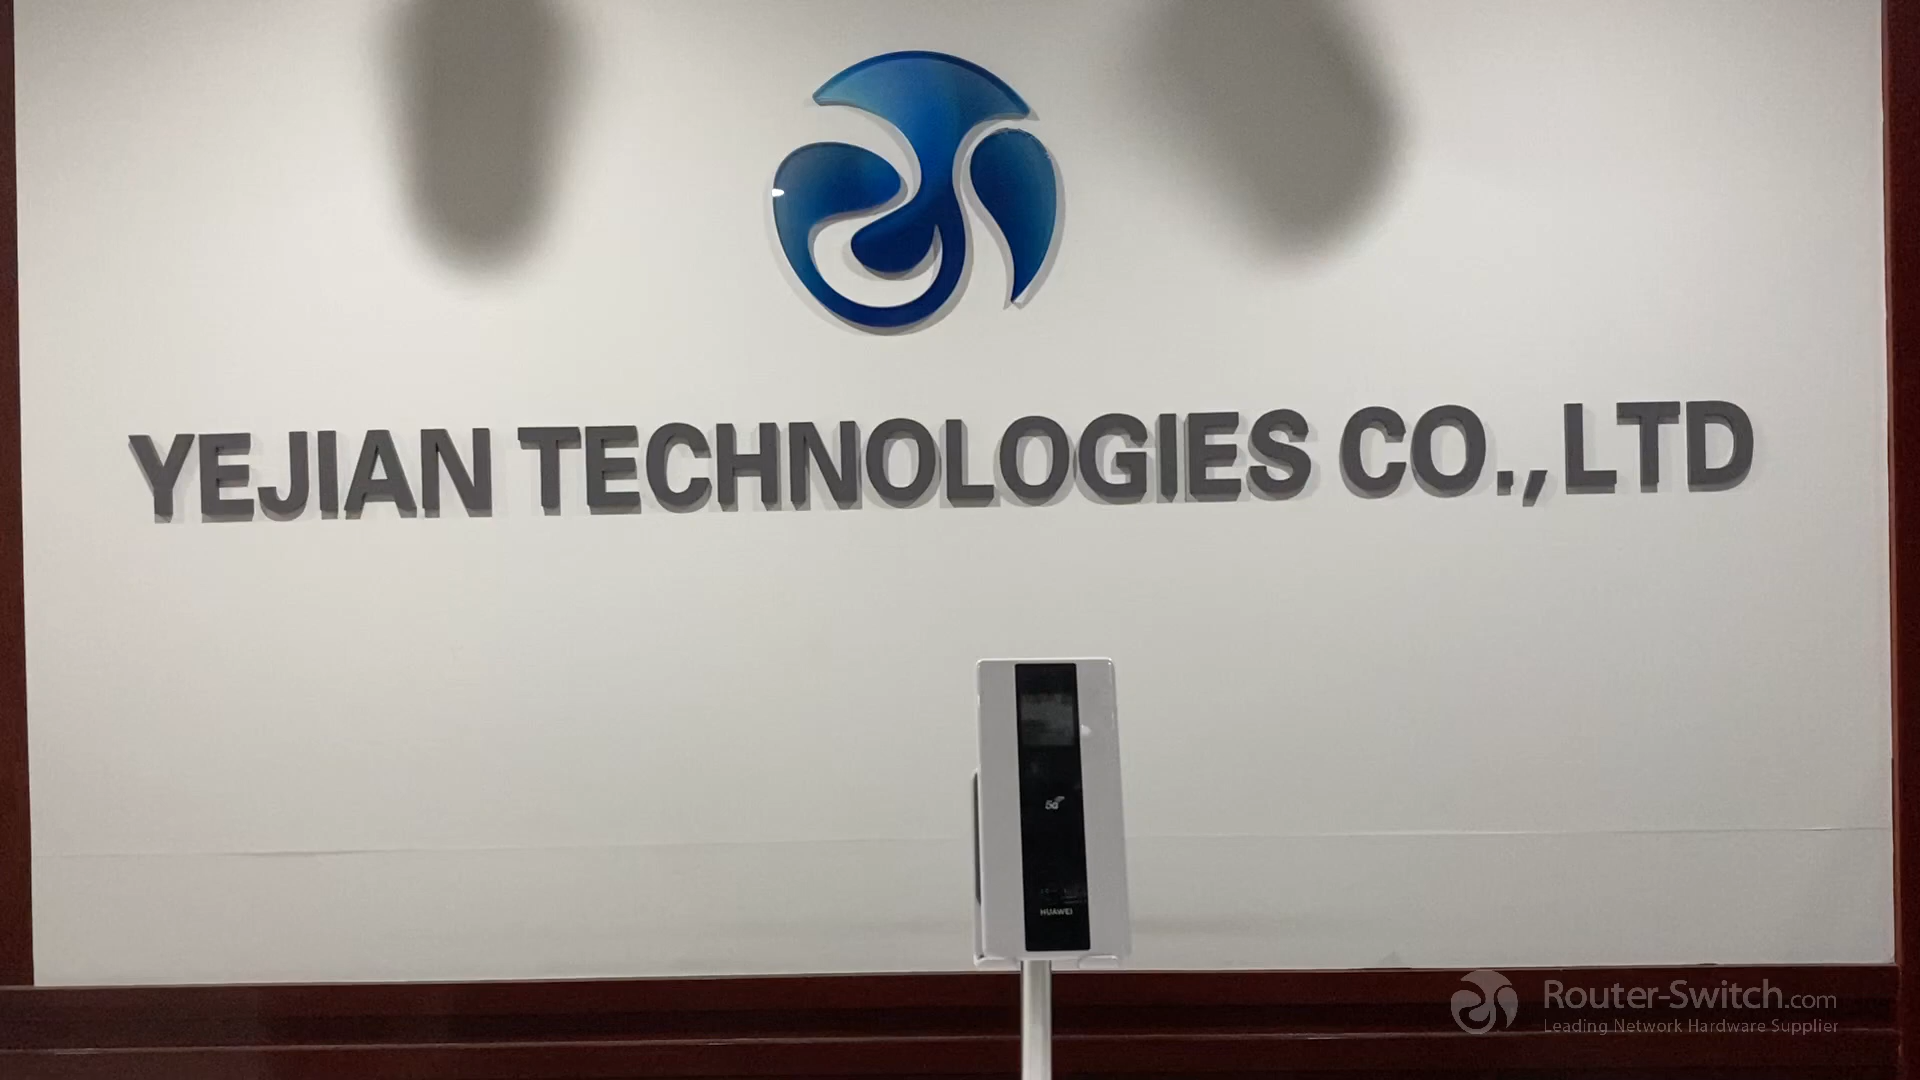 YEJIAN TECHNOLOGIES CO.,LTD
5G
HUAWEI
Router-Switch.com
Leading Network Hardware Supplier